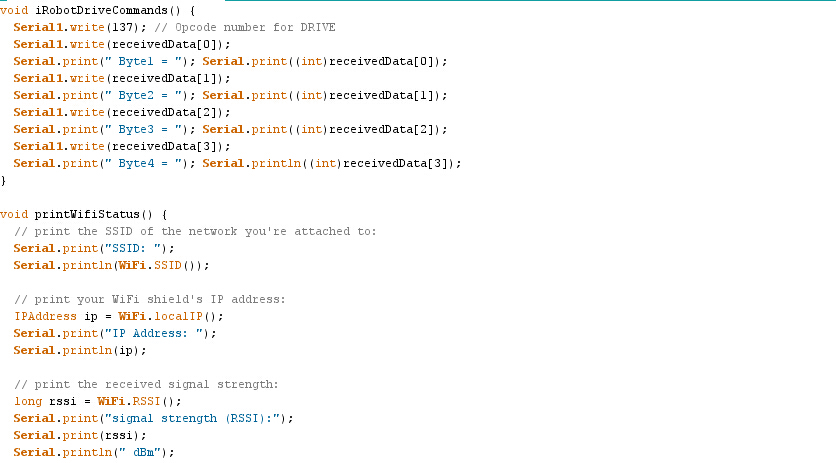 void iRobotDriveCommands() {
  Serial1.write(137); // Opcode number for DRIVE
  Serial1.write(receivedData[0]);
  Serial.print(" Byte1 = "); Serial.print((int)receivedData[0]);
  Serial1.write(receivedData[1]);
  Serial.print(" Byte2 = "); Serial.print((int)receivedData[1]);
  Serial1.write(receivedData[2]);
  Serial.print(" Byte3 = "); Serial.print((int)receivedData[2]);
  Serial1.write(receivedData[3]);
  Serial.print(" Byte4 = "); Serial.println((int)receivedData[3]);
}

void printWifiStatus() {
  // print the SSID of the network you're attached to:
  Serial.print("SSID: ");
  Serial.println(WiFi.SSID());

  // print your WiFi shield's IP address:
  IPAddress ip = WiFi.localIP();
  Serial.print("IP Address: ");
  Serial.println(ip);

  // print the received signal strength:
  long rssi = WiFi.RSSI();
  Serial.print("signal strength (RSSI):");
  Serial.print(rssi);
  Serial.println(" dBm");